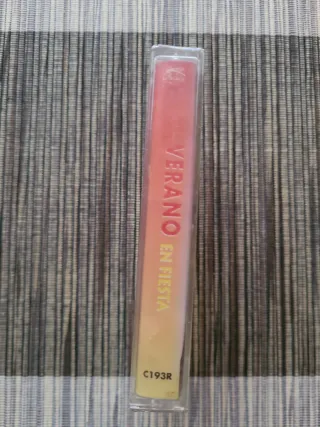 VERANO
EN FIESTA
C193R